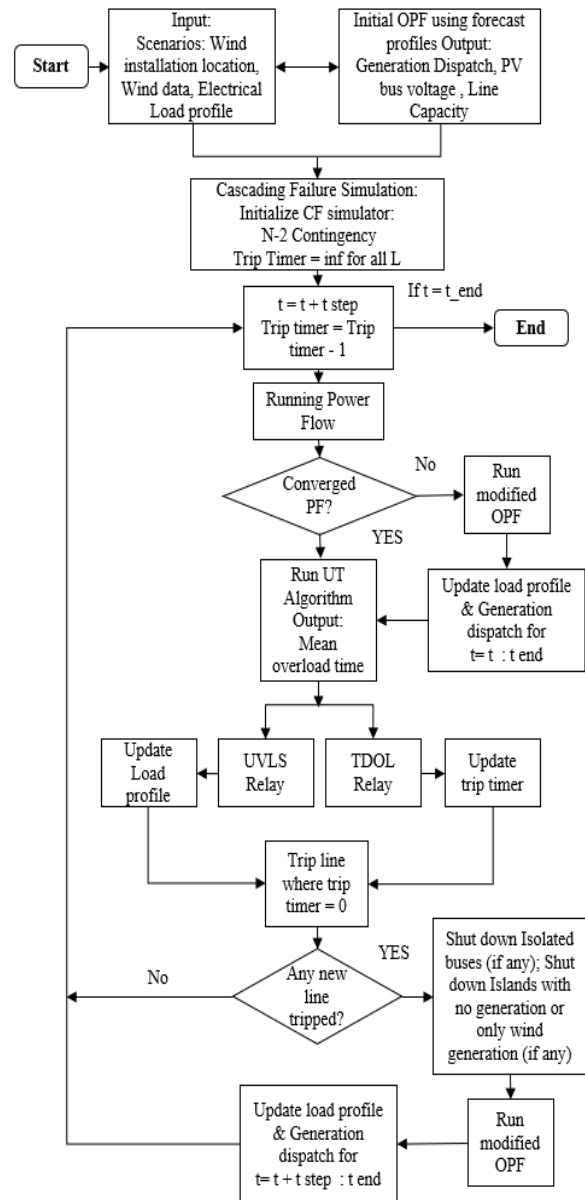 Start
Input:
Scenarios: Wind
installation location,
Wind data, Electrical
Load profile
Initial OPF using forecast
profiles Output:
Generation Dispatch, PV
bus voltage , Line
Capacity
Cascading Failure Simulation:
Initialize CF simulator:
N-2 Contingency
Trip Timer = inf for all L
t = t + t step
Trip timer = Trip
timer - 1
If t = t_end
End
Running Power
Flow
Converged
PF?
No
Run
modified
OPF
YES
Update load profile
& Generation
dispatch for
t= t : t end
Run UT
Algorithm
Output:
Mean
overload time
Update
Load
profile
UVLS
Relay
TDOL
Relay
Update
trip timer
Trip line
where trip
timer = 0
Any new
line
tripped?
No
YES
Shut down Isolated
buses (if any); Shut
down Islands with
no generation or
only wind
generation (if any)
Run
modified
OPF
Update load profile
& Generation
dispatch for
t= t + t step : t end